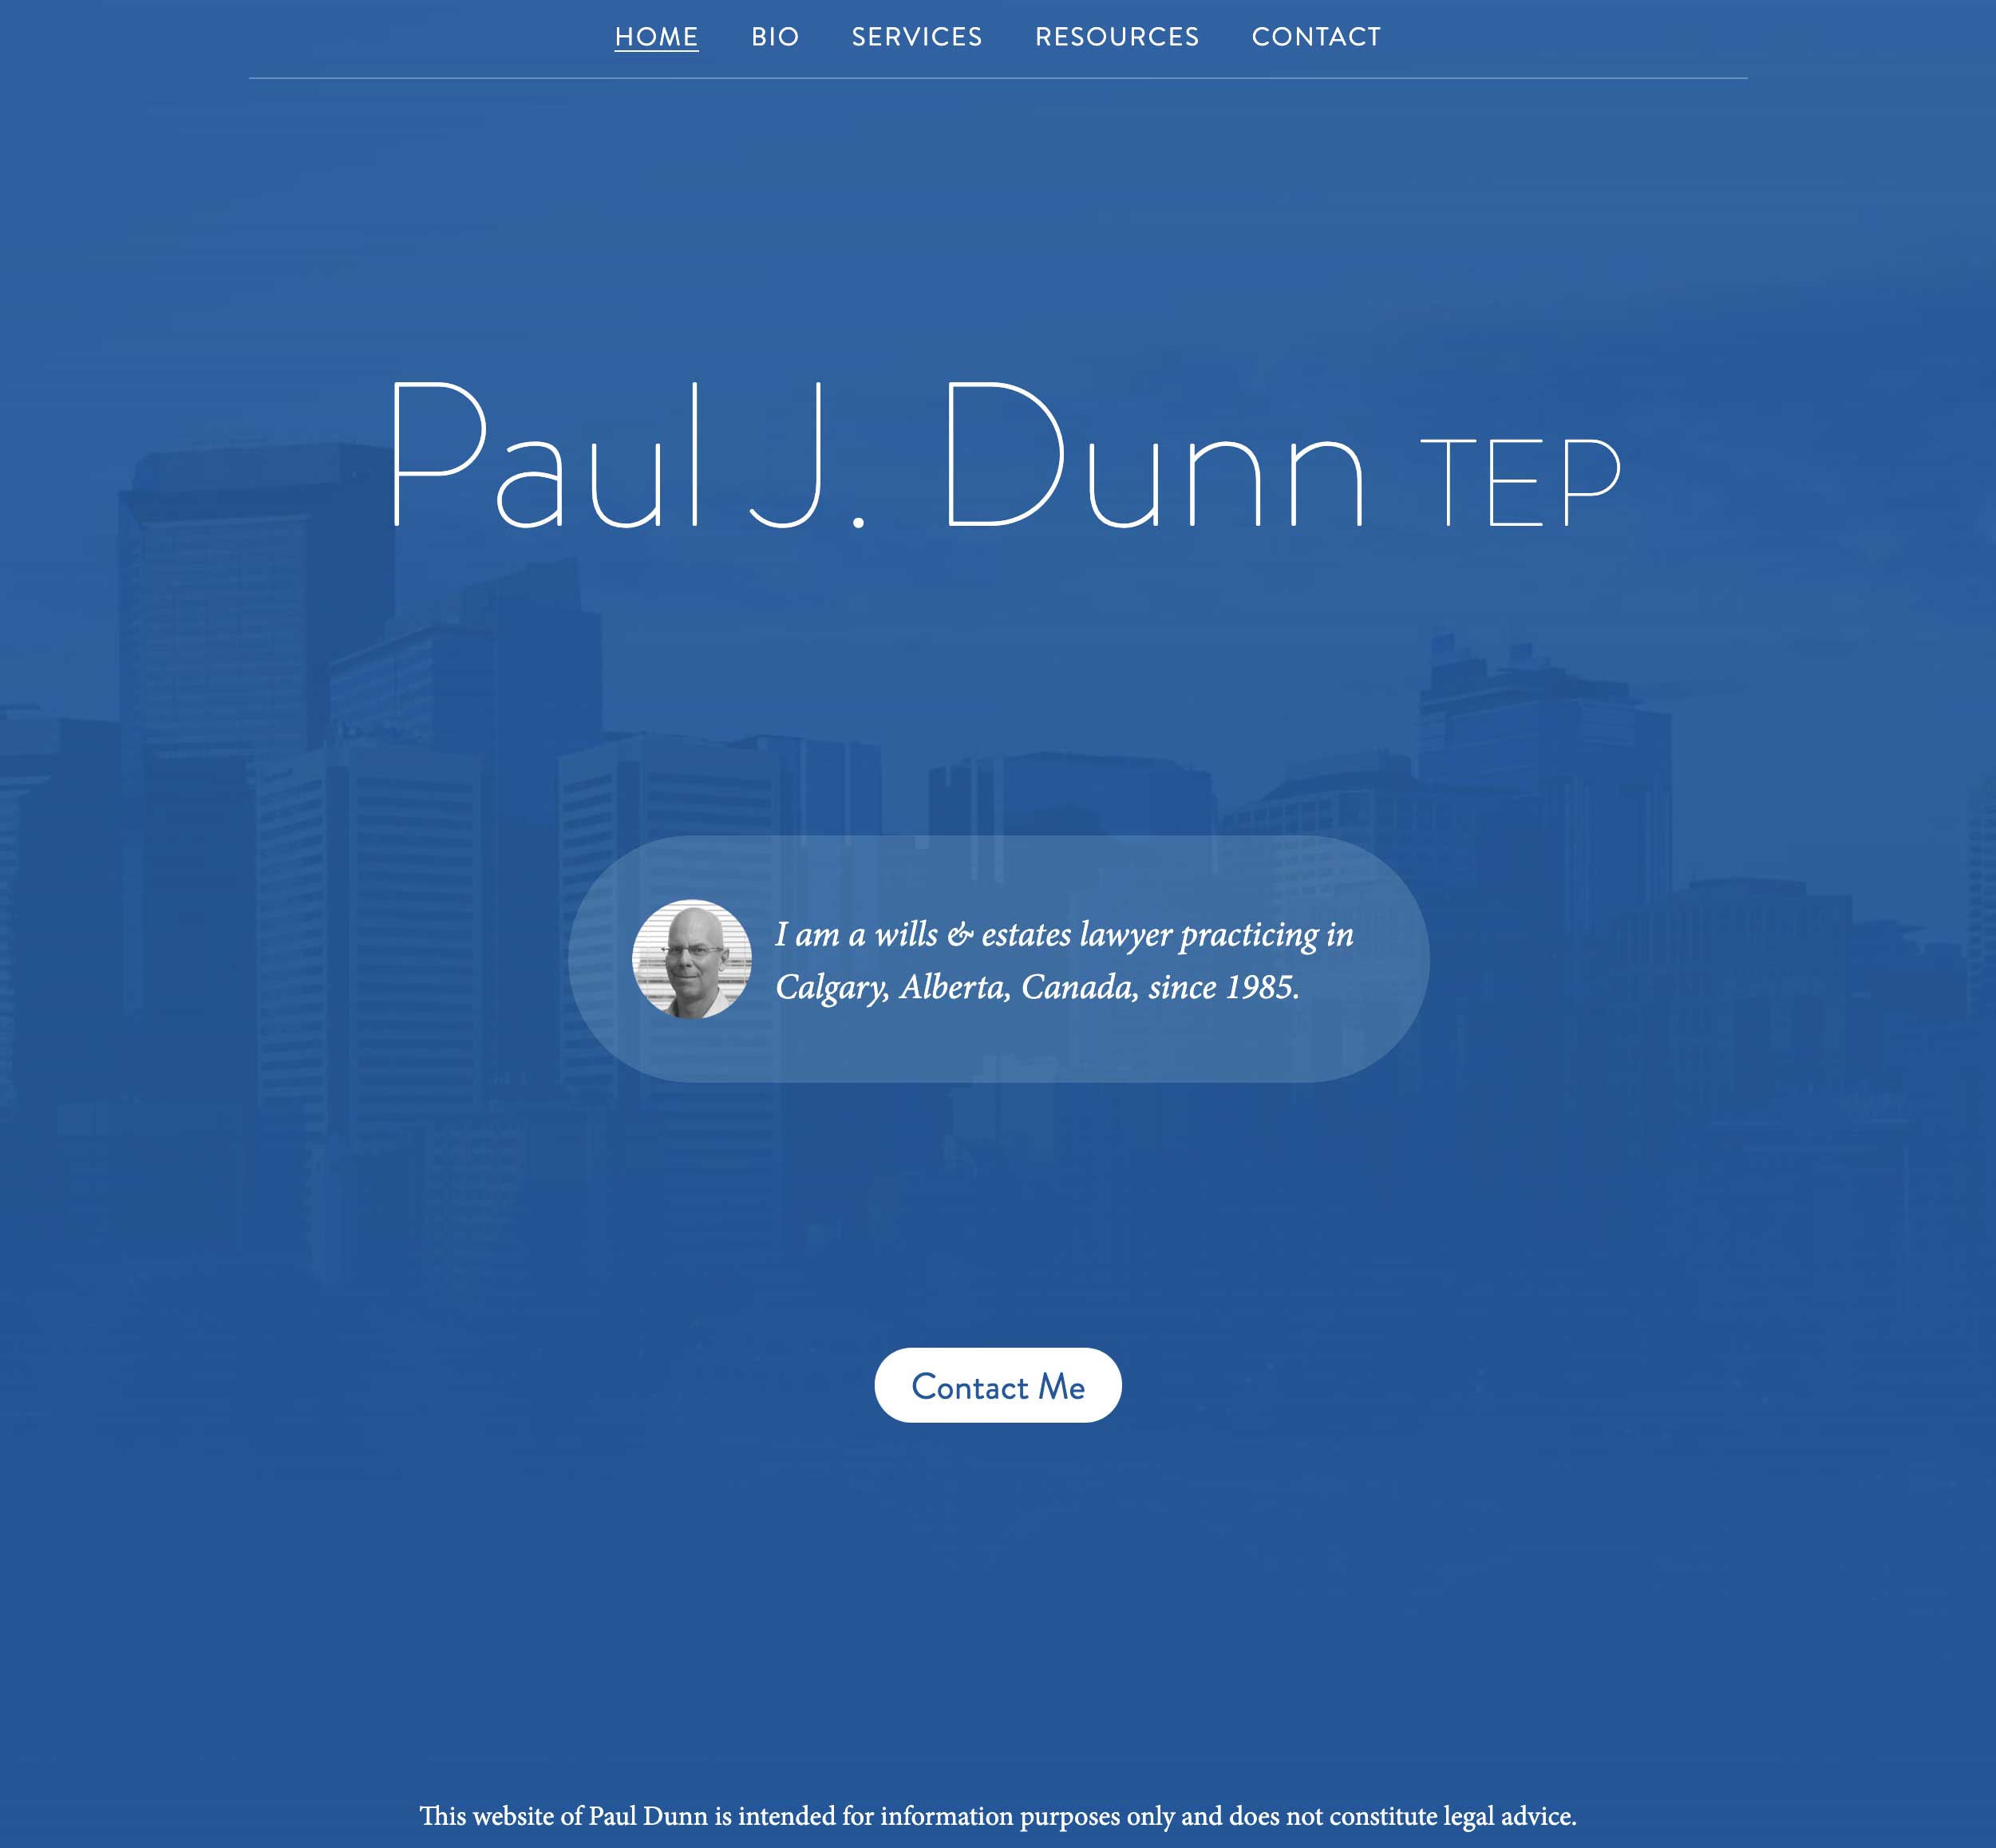 HOME BIO SERVICES RESOURCES CONTACT
Paul J. Dunn TEP
I am a wills & estates lawyer practicing in
Calgary, Alberta, Canada, since 1985.
Contact Me
This website of Paul Dunn is intended for information purposes only and does not constitute legal advice.